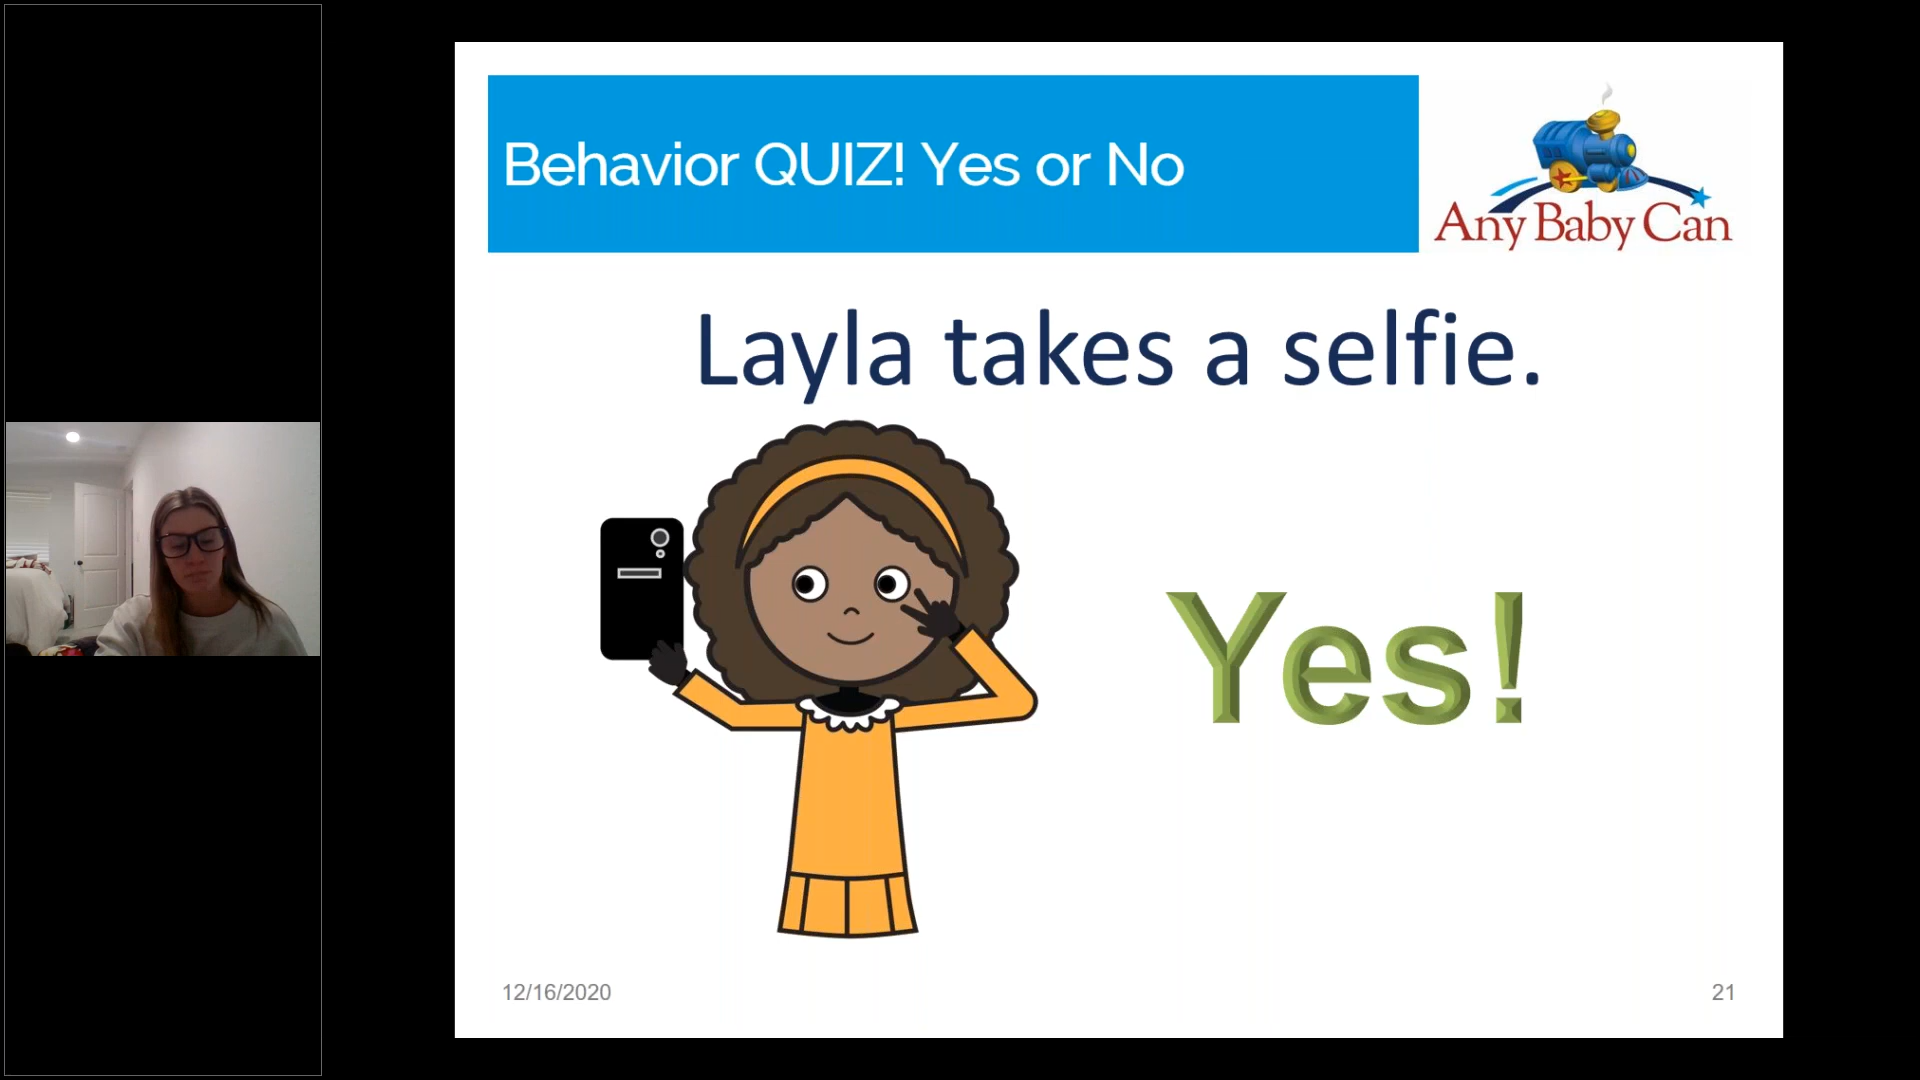 Behavior QUIZ! Yes or No
Any Baby Can
Layla takes a selfie.
Yes!
12/16/2020
21